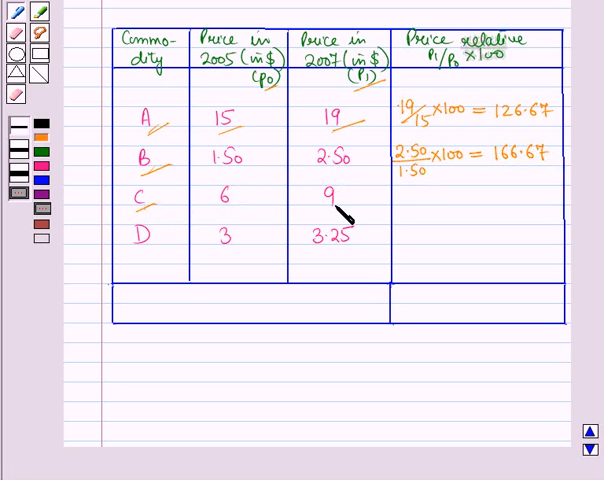 Commo- Price in Price in Price relative
dity 2005 (in $) 2007 (in $) P₁/P₀ ×100
(p₀) (P₁)
A 15 19 19/15 ×100 = 126.67
B 1.50 2.50 2.50/1.50 ×100 = 166.67
C 6 9
D 3 3.25